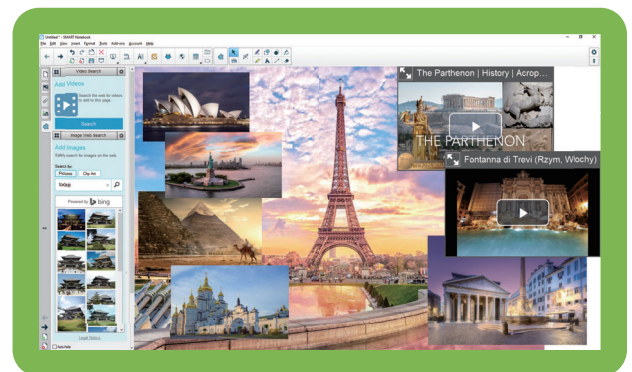 Untitled* - SMART Notebook
File Edit View Insert Format Tools Add-ons Account Help
Video Search
Add Videos
Search the web for videos to add to this page.
Search
Image Web Search
Add Images
Safely search for images on the web.
Search by:
Pictures Clip Art
Powered by bing
Legal Notice
Auto-hide
The Parthenon | History | Acrop...
THE PARTHENON
Fontanna di Trevi (Rzym, Włochy)